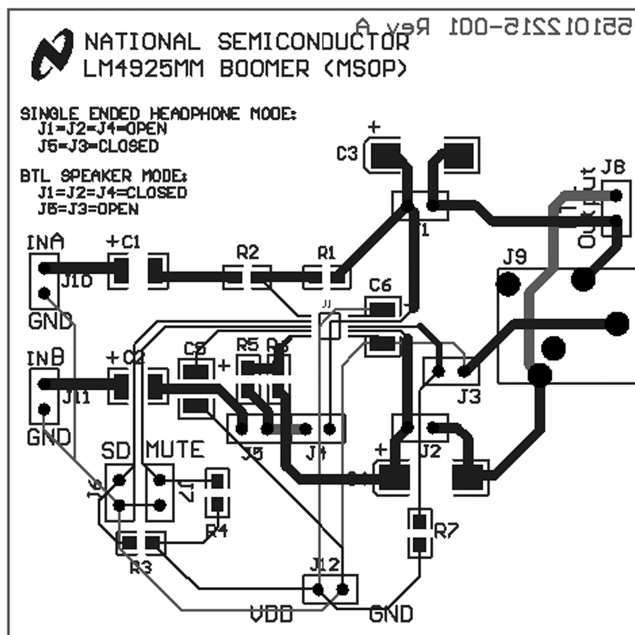 551012215-001 Rev A
NATIONAL SEMICONDUCTOR
LM4925MM BOOMER (MSOP)
SINGLE ENDED HEADPHONE MODE:
J1=J2=J4=OPEN
J5=J3=CLOSED
BTL SPEAKER MODE:
J1=J2=J4=CLOSED
J5=J3=OPEN
+
C3
J8
Output
J1
INA
+C1
R2
R1
J9
J10
C6
GND
INB
+C2
C5
+
R5
J3
J11
GND
J5
J4
J2
+
SD
MUTE
J6
J7
R4
R7
R3
J12
VDD
GND